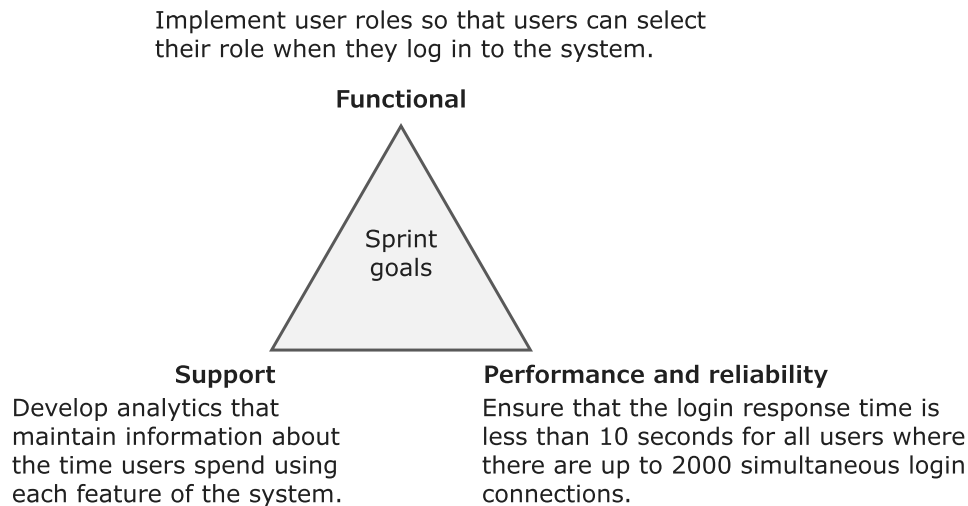 Implement user roles so that users can select
their role when they log in to the system.
Functional
Sprint
goals
Support
Develop analytics that
maintain information about
the time users spend using
each feature of the system.
Performance and reliability
Ensure that the login response time is
less than 10 seconds for all users where
there are up to 2000 simultaneous login
connections.